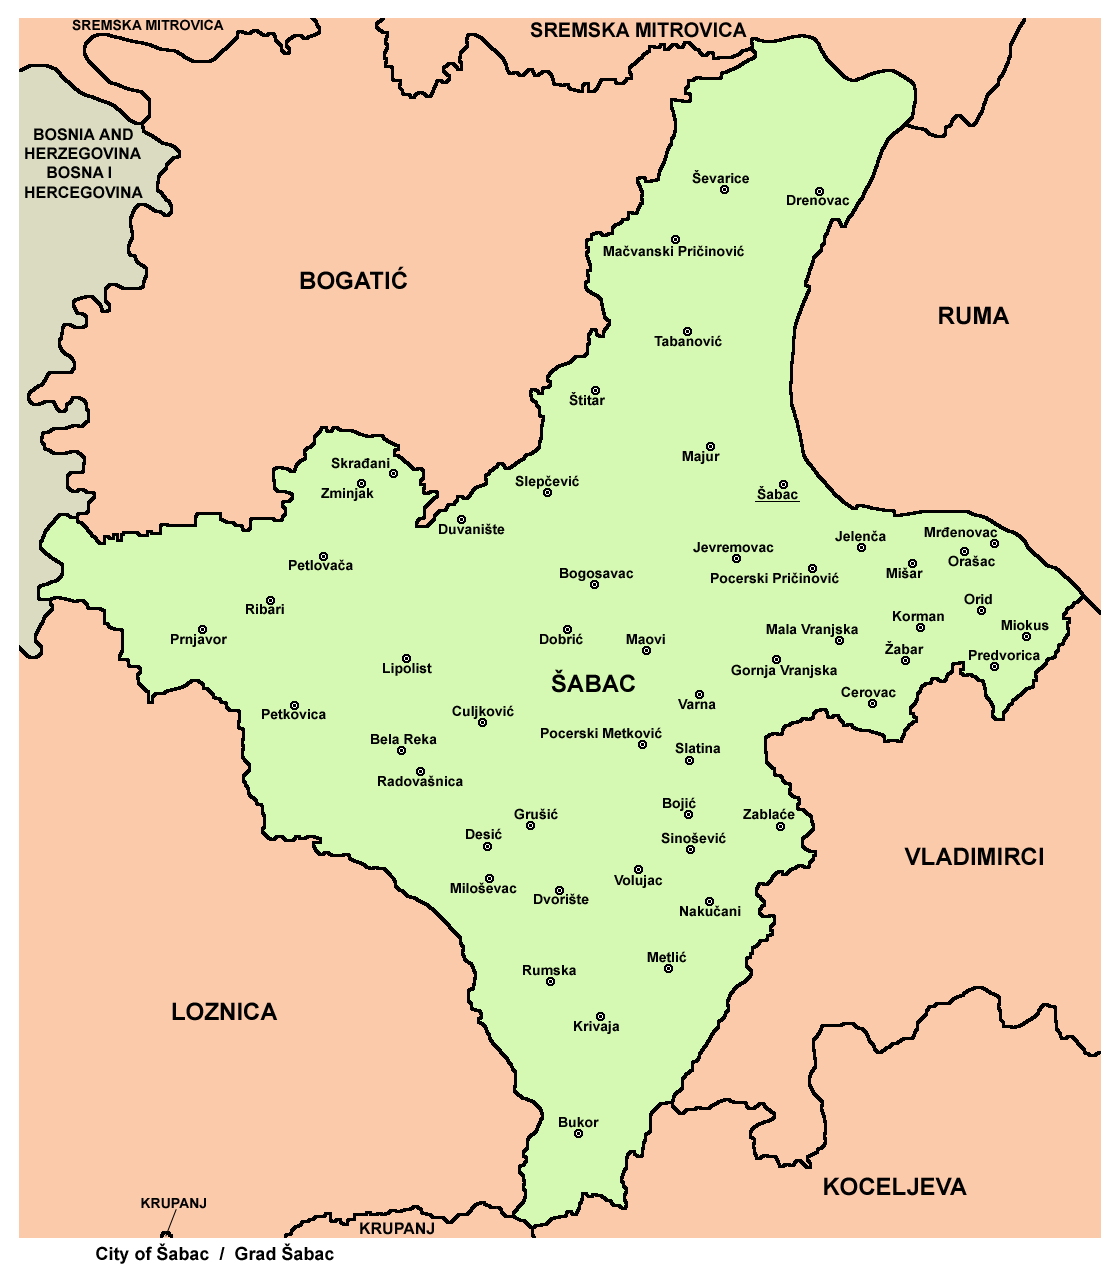 SREMSKA MITROVICA
SREMSKA MITROVICA
BOSNIA AND
HERZEGOVINA
BOSNA I
HERCEGOVINA
Ševarice
Drenovac
Mačvanski Pričinović
BOGATIĆ
RUMA
Tabanović
Štitar
Majur
Skrađani
Zminjak
Slepčević
Šabac
Duvanište
Mrđenovac
Jelenča
Jevremovac
Orašac
Petlovača
Bogosavac
Pocerski Pričinović
Mišar
Orid
Ribari
Korman
Miokus
Mala Vranjska
Prnjavor
Dobrić
Maovi
Žabar
Predvorica
Lipolist
Gornja Vranjska
ŠABAC
Cerovac
Varna
Petkovica
Culjković
Pocerski Metković
Bela Reka
Slatina
Radovašnica
Bojić
Grušić
Zablaće
Desić
Sinošević
VLADIMIRCI
Volujac
Miloševac
Dvorište
Nakučani
Metlić
Rumska
LOZNICA
Krivaja
Bukor
KOCELJEVA
KRUPANJ
KRUPANJ
City of Šabac / Grad Šabac